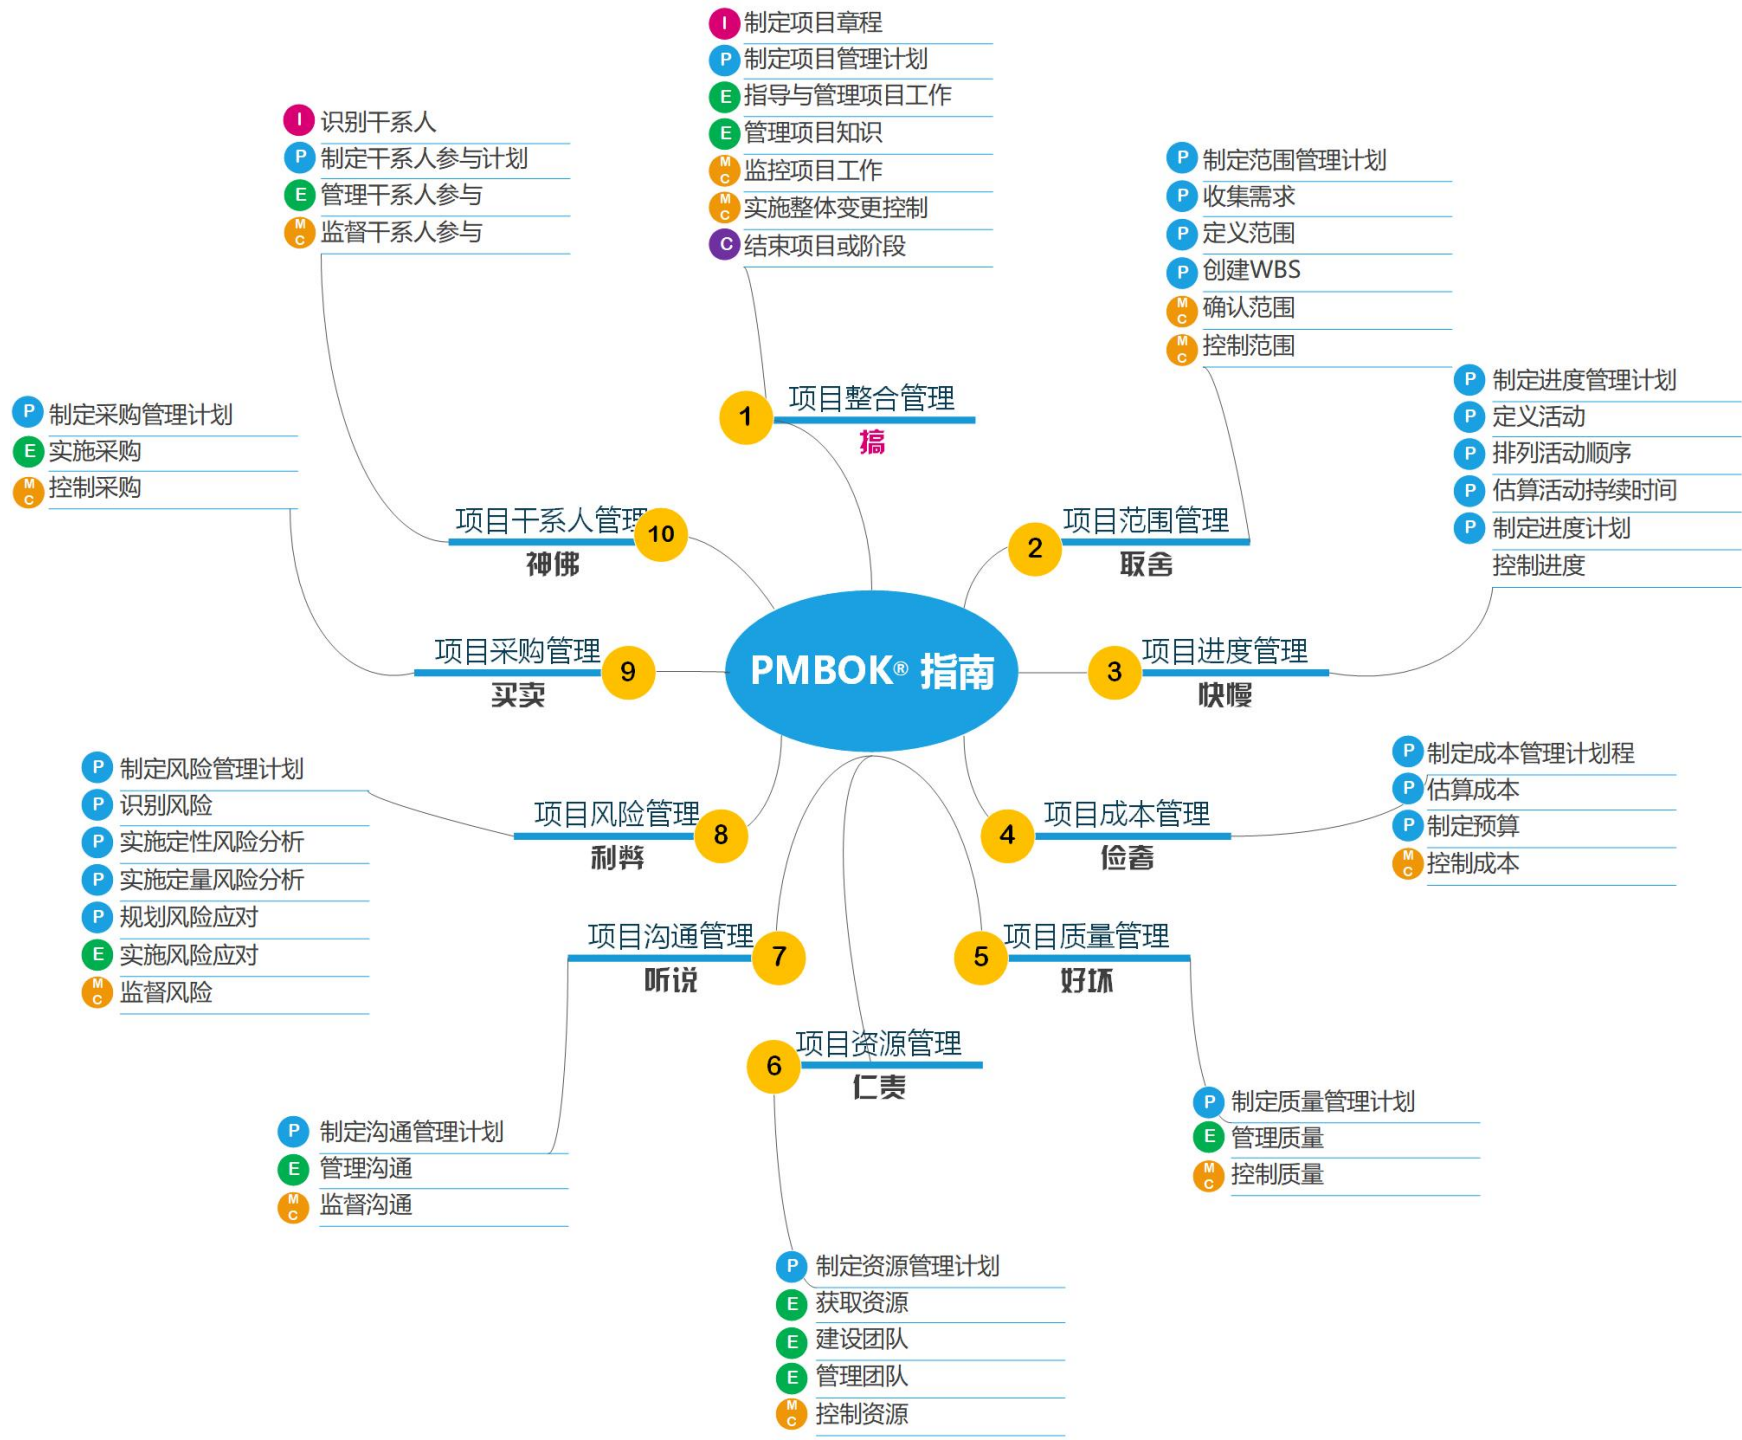 PMBOK® 指南
1
项目整合管理
搞
I 制定项目章程
P 制定项目管理计划
E 指导与管理项目工作
E 管理项目知识
MC 监控项目工作
MC 实施整体变更控制
C 结束项目或阶段
2
项目范围管理
取舍
P 制定范围管理计划
P 收集需求
P 定义范围
P 创建WBS
MC 确认范围
MC 控制范围
3
项目进度管理
快慢
P 制定进度管理计划
P 定义活动
P 排列活动顺序
P 估算活动持续时间
P 制定进度计划
控制进度
4
项目成本管理
俭奢
P 制定成本管理计划程
P 估算成本
P 制定预算
MC 控制成本
5
项目质量管理
好坏
P 制定质量管理计划
E 管理质量
MC 控制质量
6
项目资源管理
仁责
P 制定资源管理计划
E 获取资源
E 建设团队
E 管理团队
MC 控制资源
7
项目沟通管理
听说
P 制定沟通管理计划
E 管理沟通
MC 监督沟通
8
项目风险管理
利弊
P 制定风险管理计划
P 识别风险
P 实施定性风险分析
P 实施定量风险分析
P 规划风险应对
E 实施风险应对
MC 监督风险
9
项目采购管理
买卖
P 制定采购管理计划
E 实施采购
MC 控制采购
10
项目干系人管理
神佛
I 识别干系人
P 制定干系人参与计划
E 管理干系人参与
MC 监督干系人参与